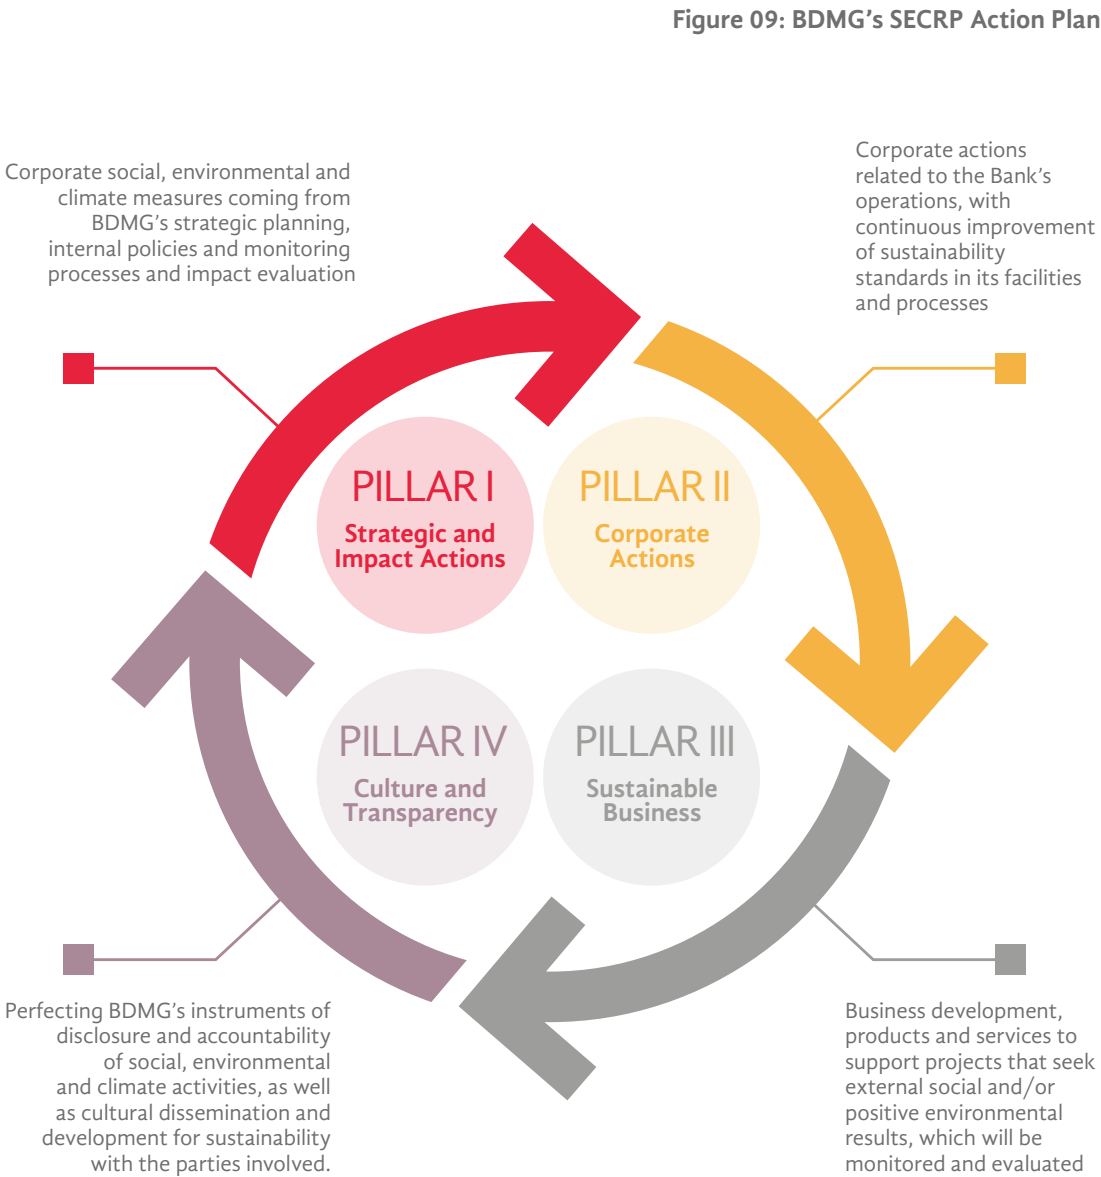 Figure 09: BDMG's SECRP Action Plan
Corporate social, environmental and
climate measures coming from
BDMG's strategic planning,
internal policies and monitoring
processes and impact evaluation
Corporate actions
related to the Bank's
operations, with
continuous improvement
of sustainability
standards in its facilities
and processes
PILLAR I
Strategic and
Impact Actions
PILLAR II
Corporate
Actions
PILLAR IV
Culture and
Transparency
PILLAR III
Sustainable
Business
Perfecting BDMG's instruments of
disclosure and accountability
of social, environmental
and climate activities, as well
as cultural dissemination and
development for sustainability
with the parties involved.
Business development,
products and services to
support projects that seek
external social and/or
positive environmental
results, which will be
monitored and evaluated